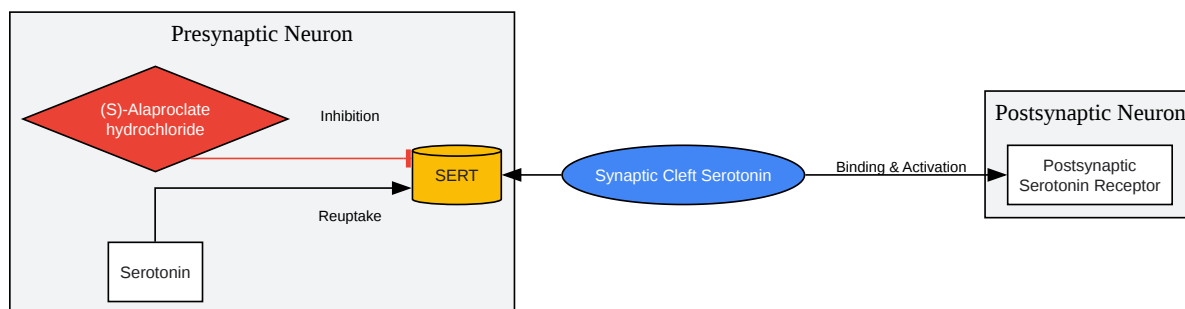 Presynaptic Neuron
(S)-Alaproclate
hydrochloride
Inhibition
SERT
Reuptake
Serotonin
Synaptic Cleft Serotonin
Binding & Activation
Postsynaptic Neuron
Postsynaptic
Serotonin Receptor